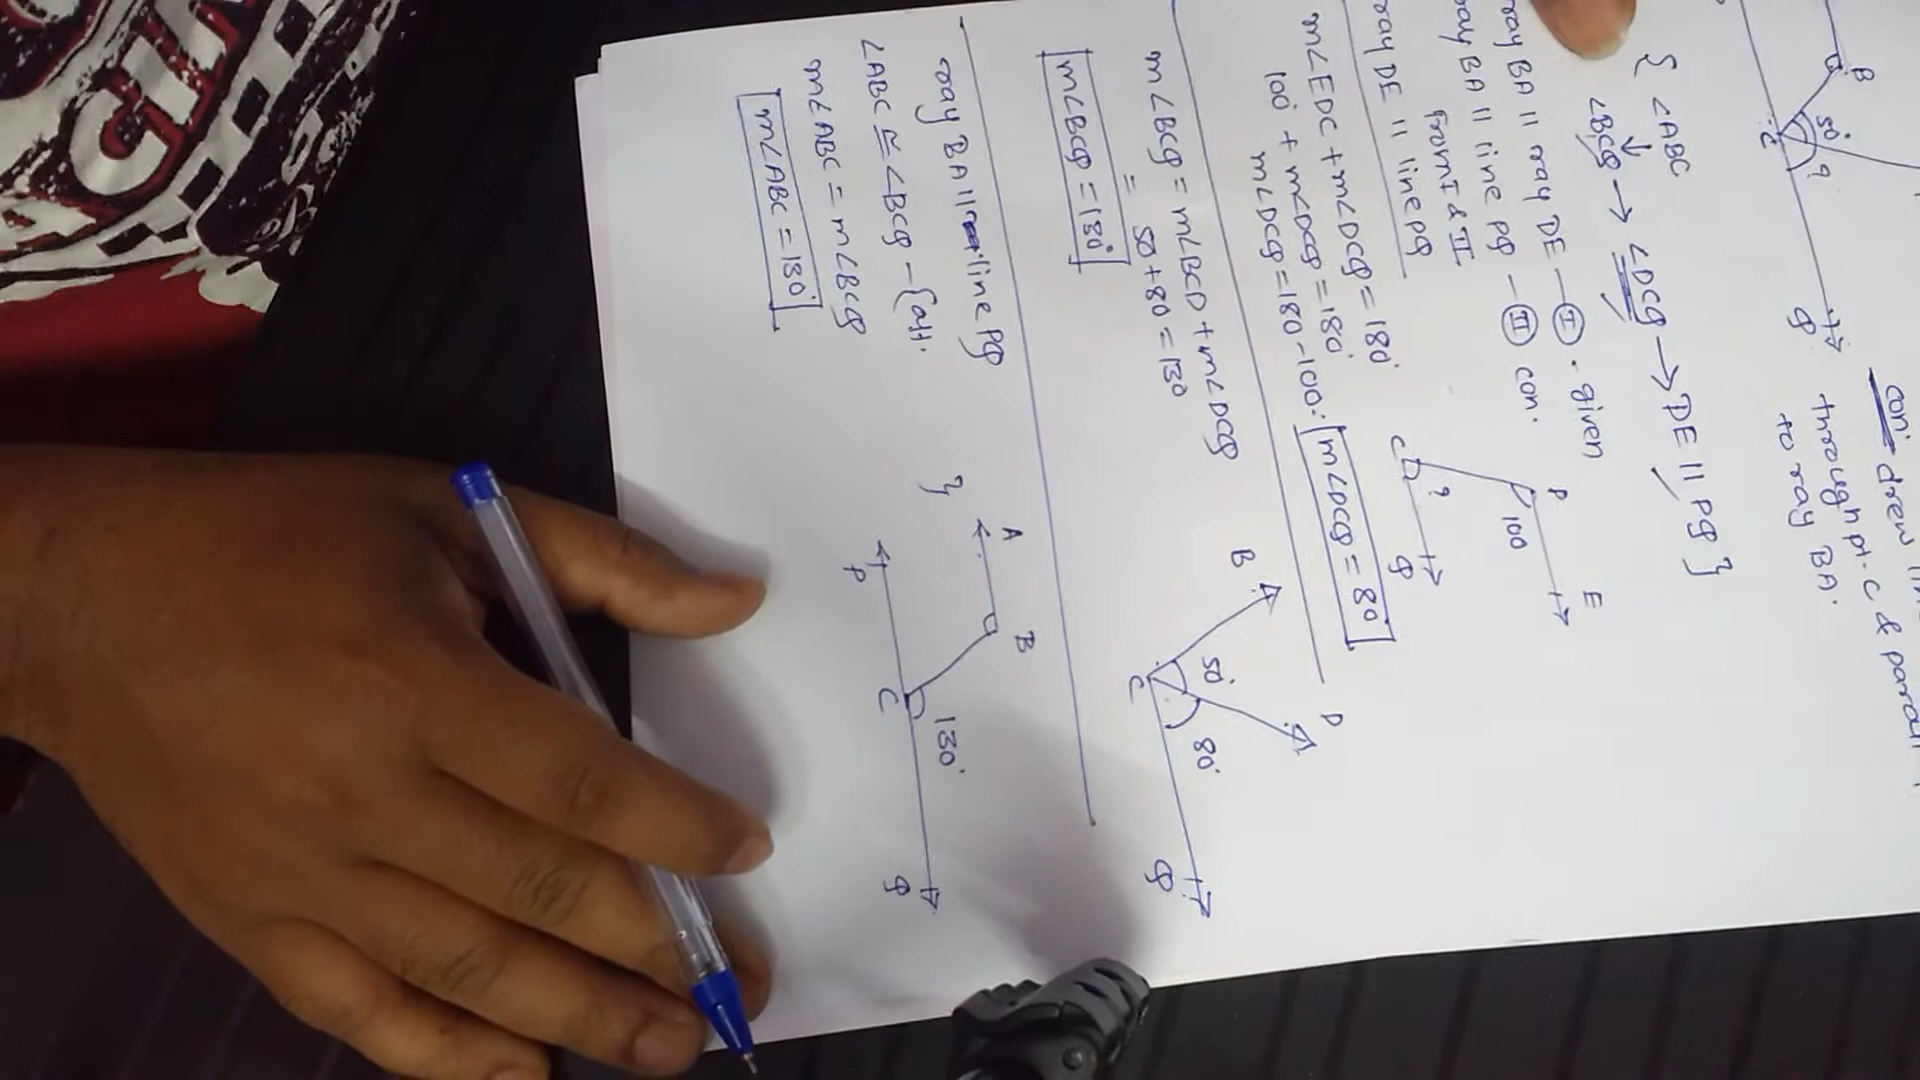 B
50°
?
C
Q
con: drew
through pt. C &
to ray BA.
{ ∠ABC
↓
∠BCQ → ∠DCQ → DE || PQ }
ray BA || ray DE — I . given
ray BA || line PQ — II con.
From I & II
ray DE || line PQ
D
E
100
C
?
Q
m∠EDC + m∠DCQ = 180°
100° + m∠DCQ = 180°
m∠DCQ = 180 - 100.
m∠DCQ = 80°
m∠BCQ = m∠BCD + m∠DCQ
= 50 + 80 = 130
m∠BCQ = 130°
B
D
50°
80°
C
Q
ray BA || line PQ
∠ABC ≅ ∠BCQ — { alt. }
m∠ABC = m∠BCQ
m∠ABC = 130°
A
B
P
C
130°
Q